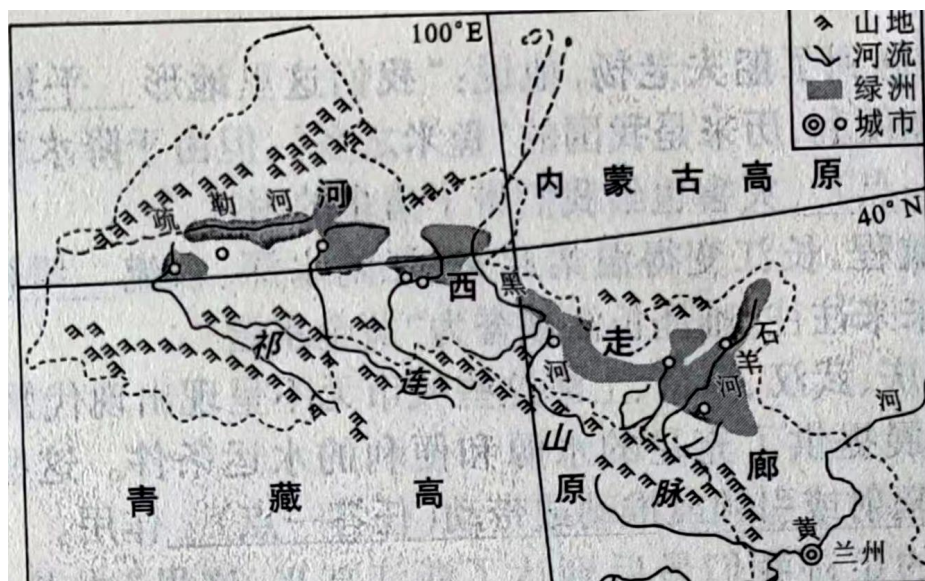 100°E
山地
河流
绿洲
城市
内蒙古高原
40°N
疏勒河
河西走廊
黑河
石羊河
祁连山脉
青藏高原
黄河
兰州